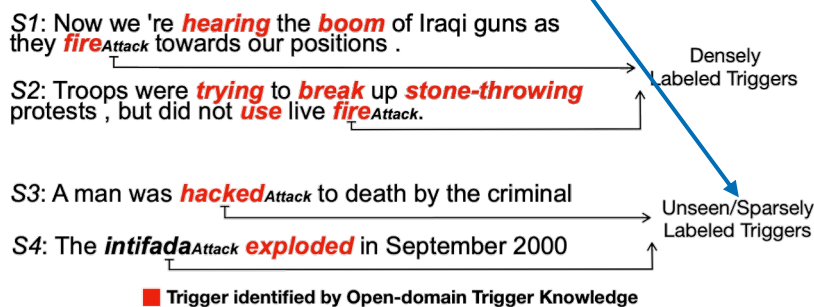 S1: Now we 're hearing the boom of Iraqi guns as
they fireAttack towards our positions .
Densely
Labeled Triggers
S2: Troops were trying to break up stone-throwing
protests , but did not use live fireAttack.
S3: A man was hackedAttack to death by the criminal
Unseen/Sparsely
Labeled Triggers
S4: The intifadaAttack exploded in September 2000
Trigger identified by Open-domain Trigger Knowledge